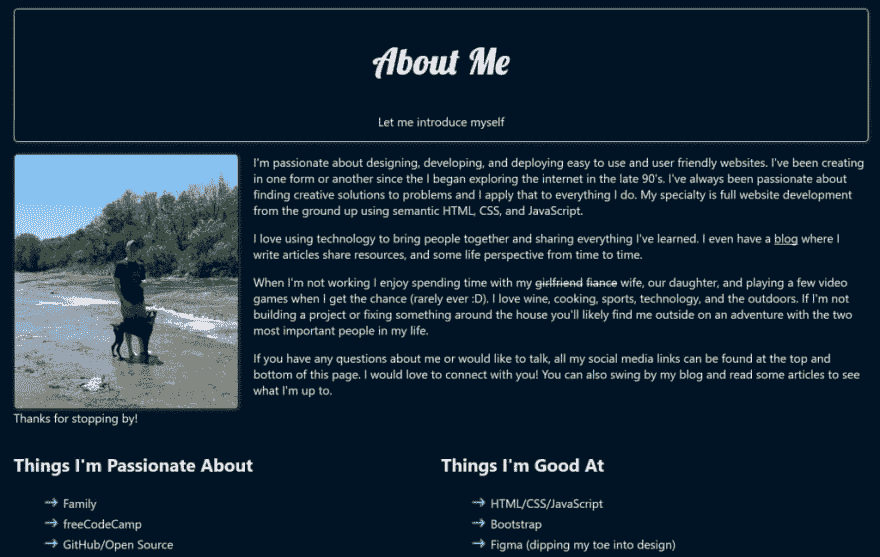 About Me
Let me introduce myself
I'm passionate about designing, developing, and deploying easy to use and user friendly websites. I've been creating
in one form or another since the I began exploring the internet in the late 90's. I've always been passionate about
finding creative solutions to problems and I apply that to everything I do. My specialty is full website development
from the ground up using semantic HTML, CSS, and JavaScript.
I love using technology to bring people together and sharing everything I've learned. I even have a blog where I
write articles share resources, and some life perspective from time to time.
When I'm not working I enjoy spending time with my girlfriend fiance wife, our daughter, and playing a few video
games when I get the chance (rarely ever :D). I love wine, cooking, sports, technology, and the outdoors. If I'm not
building a project or fixing something around the house you'll likely find me outside on an adventure with the two
most important people in my life.
If you have any questions about me or would like to talk, all my social media links can be found at the top and
bottom of this page. I would love to connect with you! You can also swing by my blog and read some articles to see
what I'm up to.
Thanks for stopping by!
Things I'm Passionate About
Family
freeCodeCamp
GitHub/Open Source
Things I'm Good At
HTML/CSS/JavaScript
Bootstrap
Figma (dipping my toe into design)